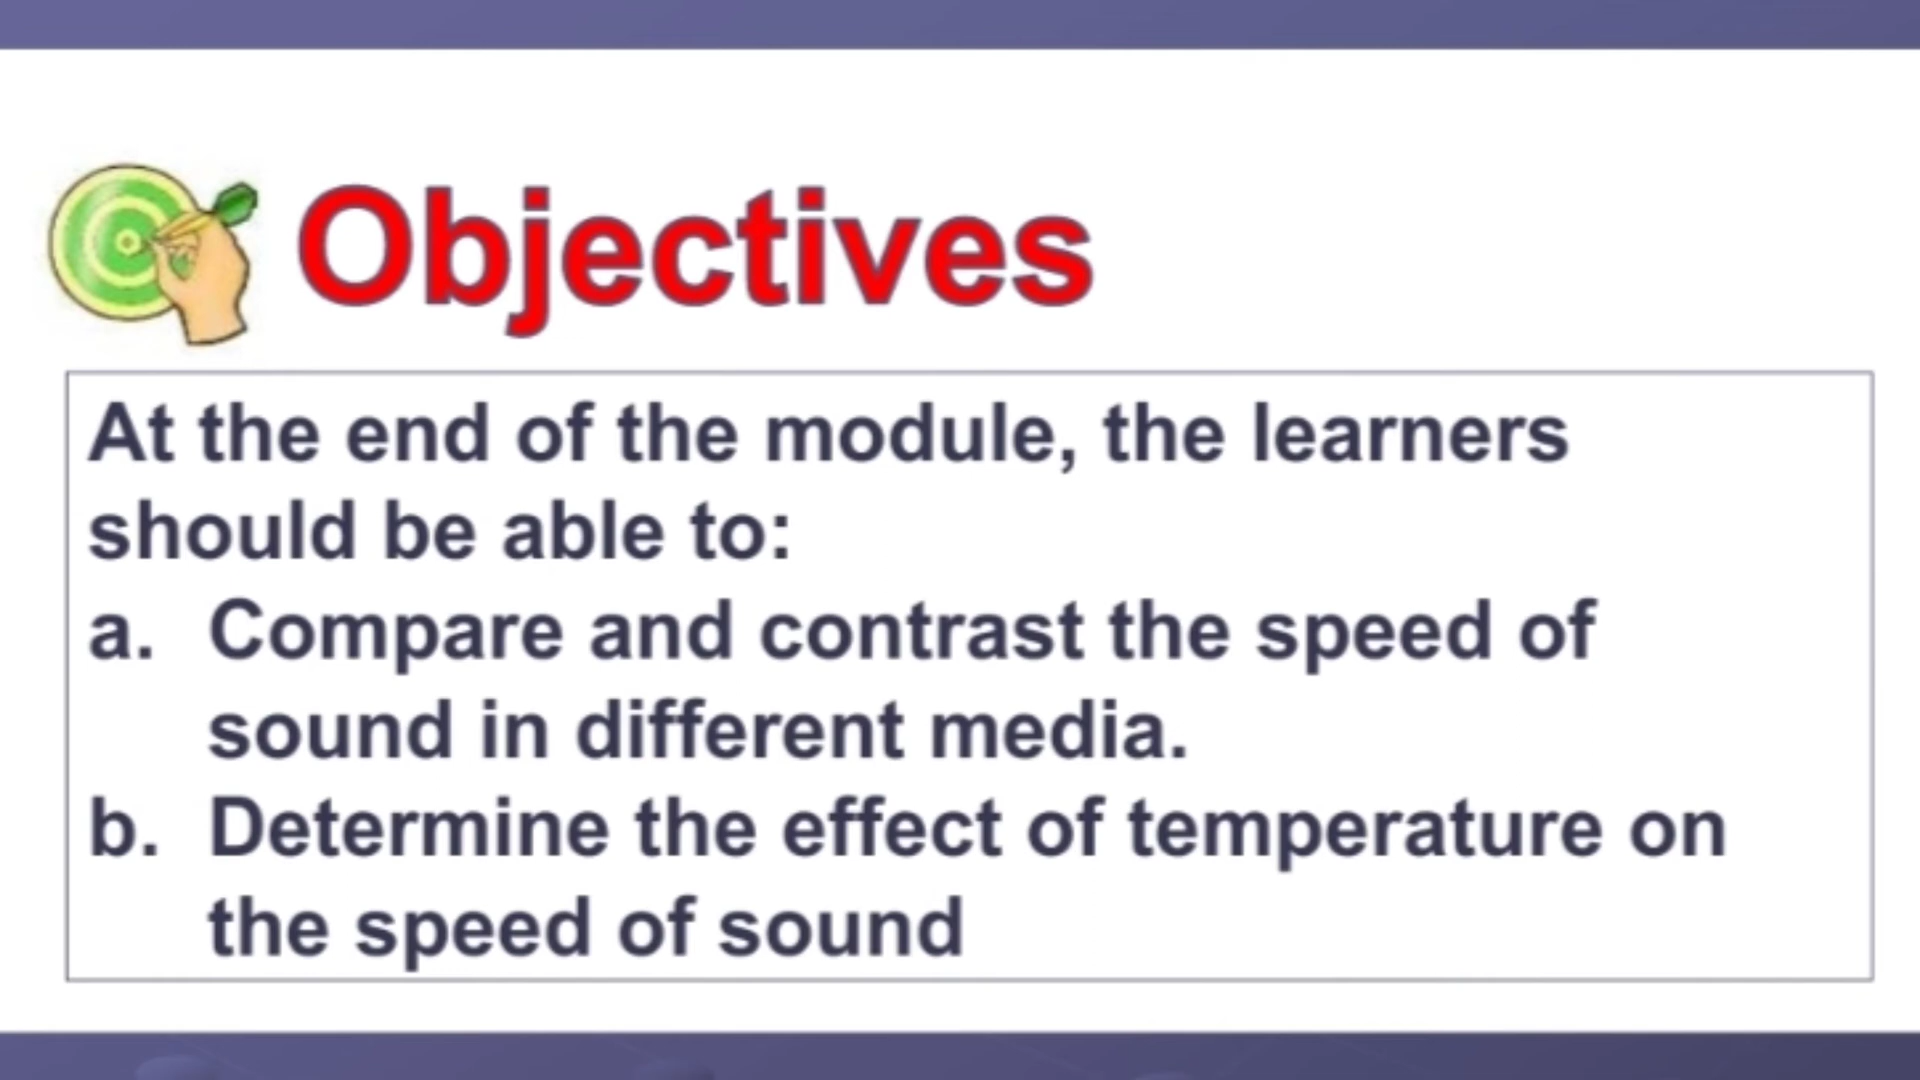 Objectives
At the end of the module, the learners
should be able to:
a. Compare and contrast the speed of
sound in different media.
b. Determine the effect of temperature on
the speed of sound